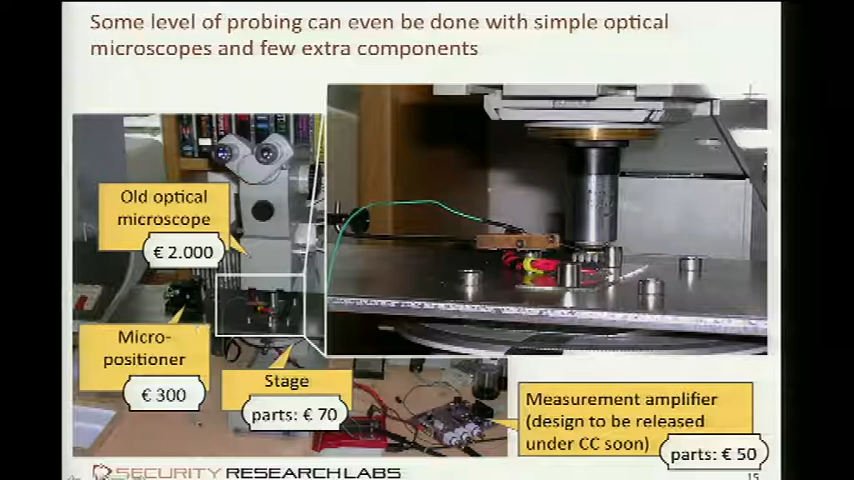 Some level of probing can even be done with simple optical
microscopes and few extra components
Old optical
microscope
€ 2.000
Micro-
positioner
€ 300
Stage
parts: € 70
Measurement amplifier
(design to be released
under CC soon)
parts: € 50
SECURITY RESEARCH LABS
15